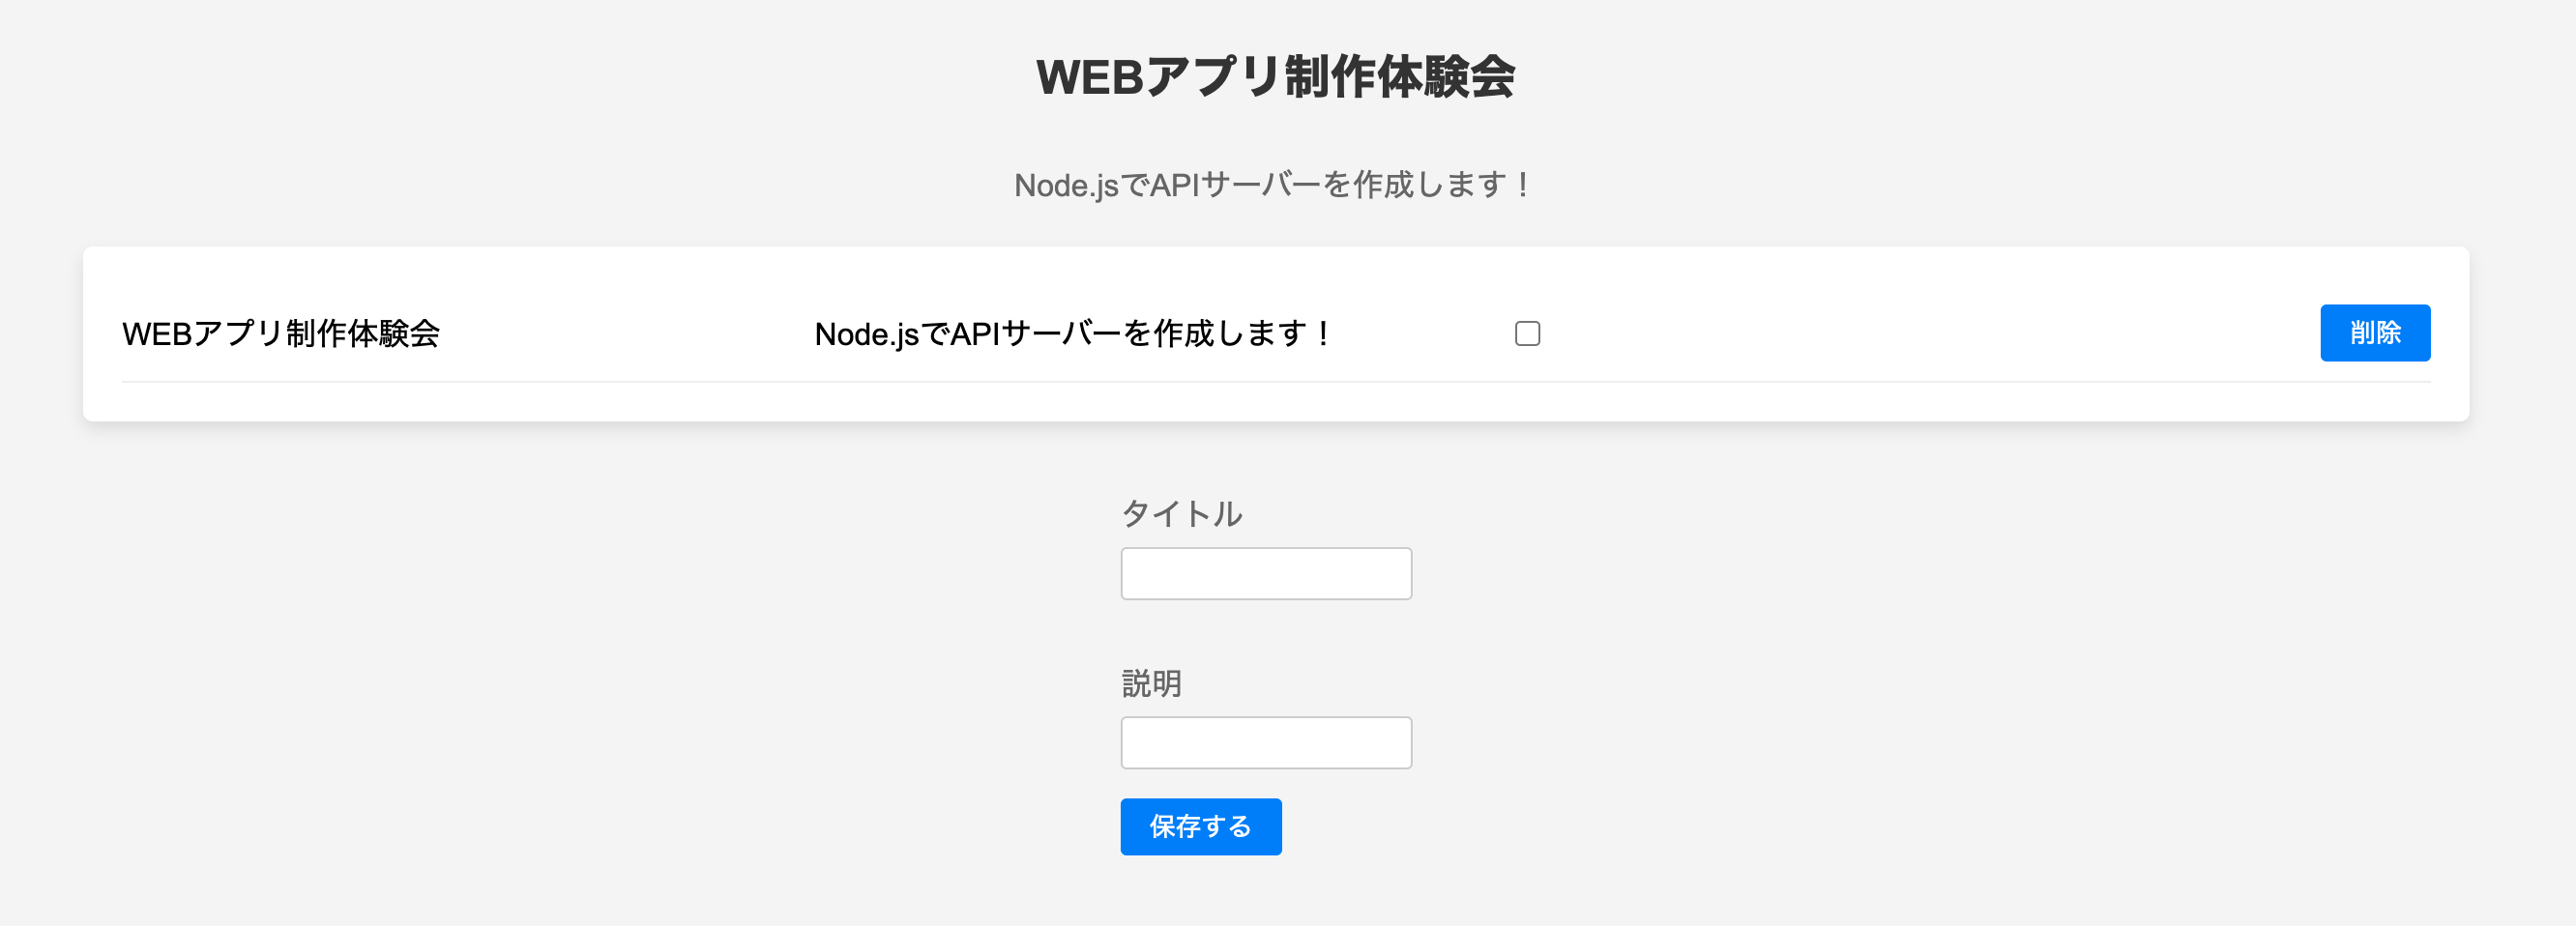 WEBアプリ制作体験会
Node.jsでAPIサーバーを作成します！
WEBアプリ制作体験会 Node.jsでAPIサーバーを作成します！ 削除
タイトル
説明
保存する